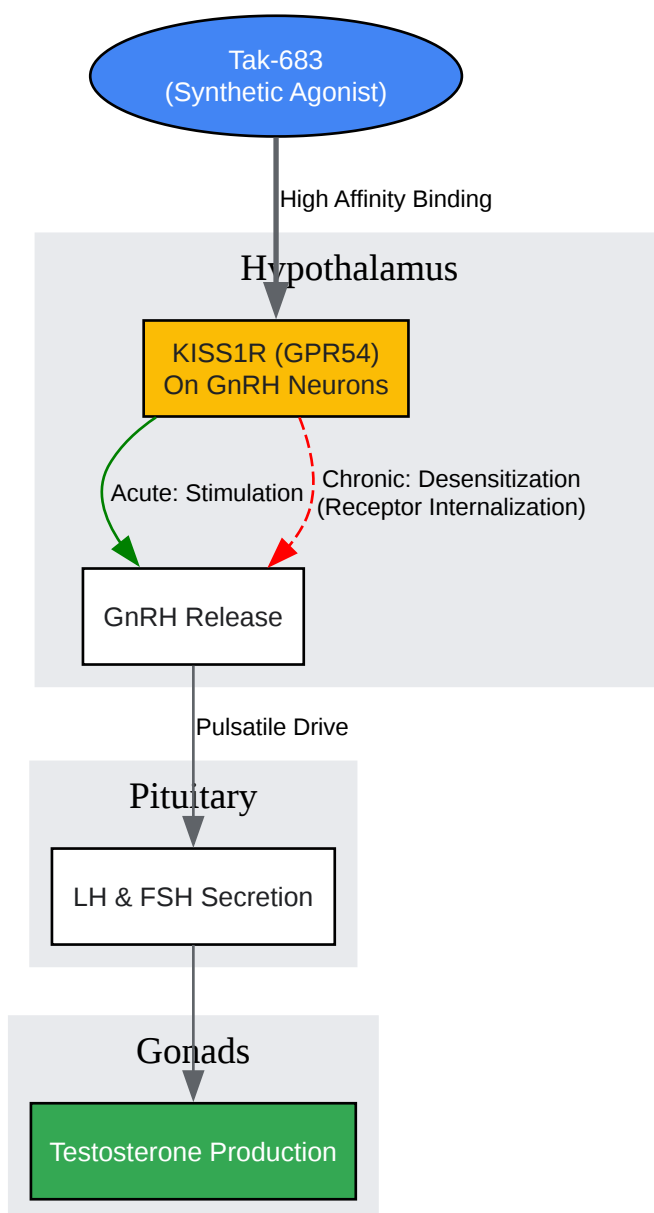 Tak-683
(Synthetic Agonist)
High Affinity Binding
Hypothalamus
KISS1R (GPR54)
On GnRH Neurons
Acute: Stimulation
Chronic: Desensitization
(Receptor Internalization)
GnRH Release
Pulsatile Drive
Pituitary
LH & FSH Secretion
Gonads
Testosterone Production